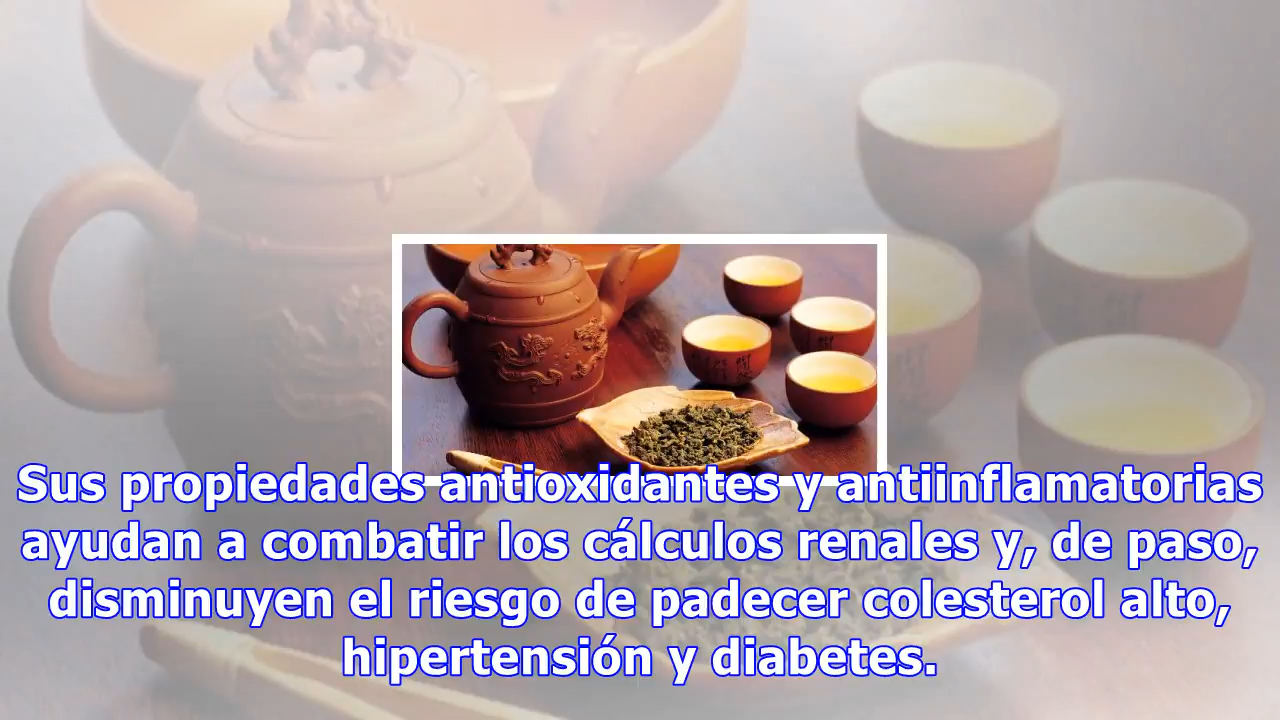 Sus propiedades antioxidantes y antiinflamatorias
ayudan a combatir los cálculos renales y, de paso,
disminuyen el riesgo de padecer colesterol alto,
hipertensión y diabetes.